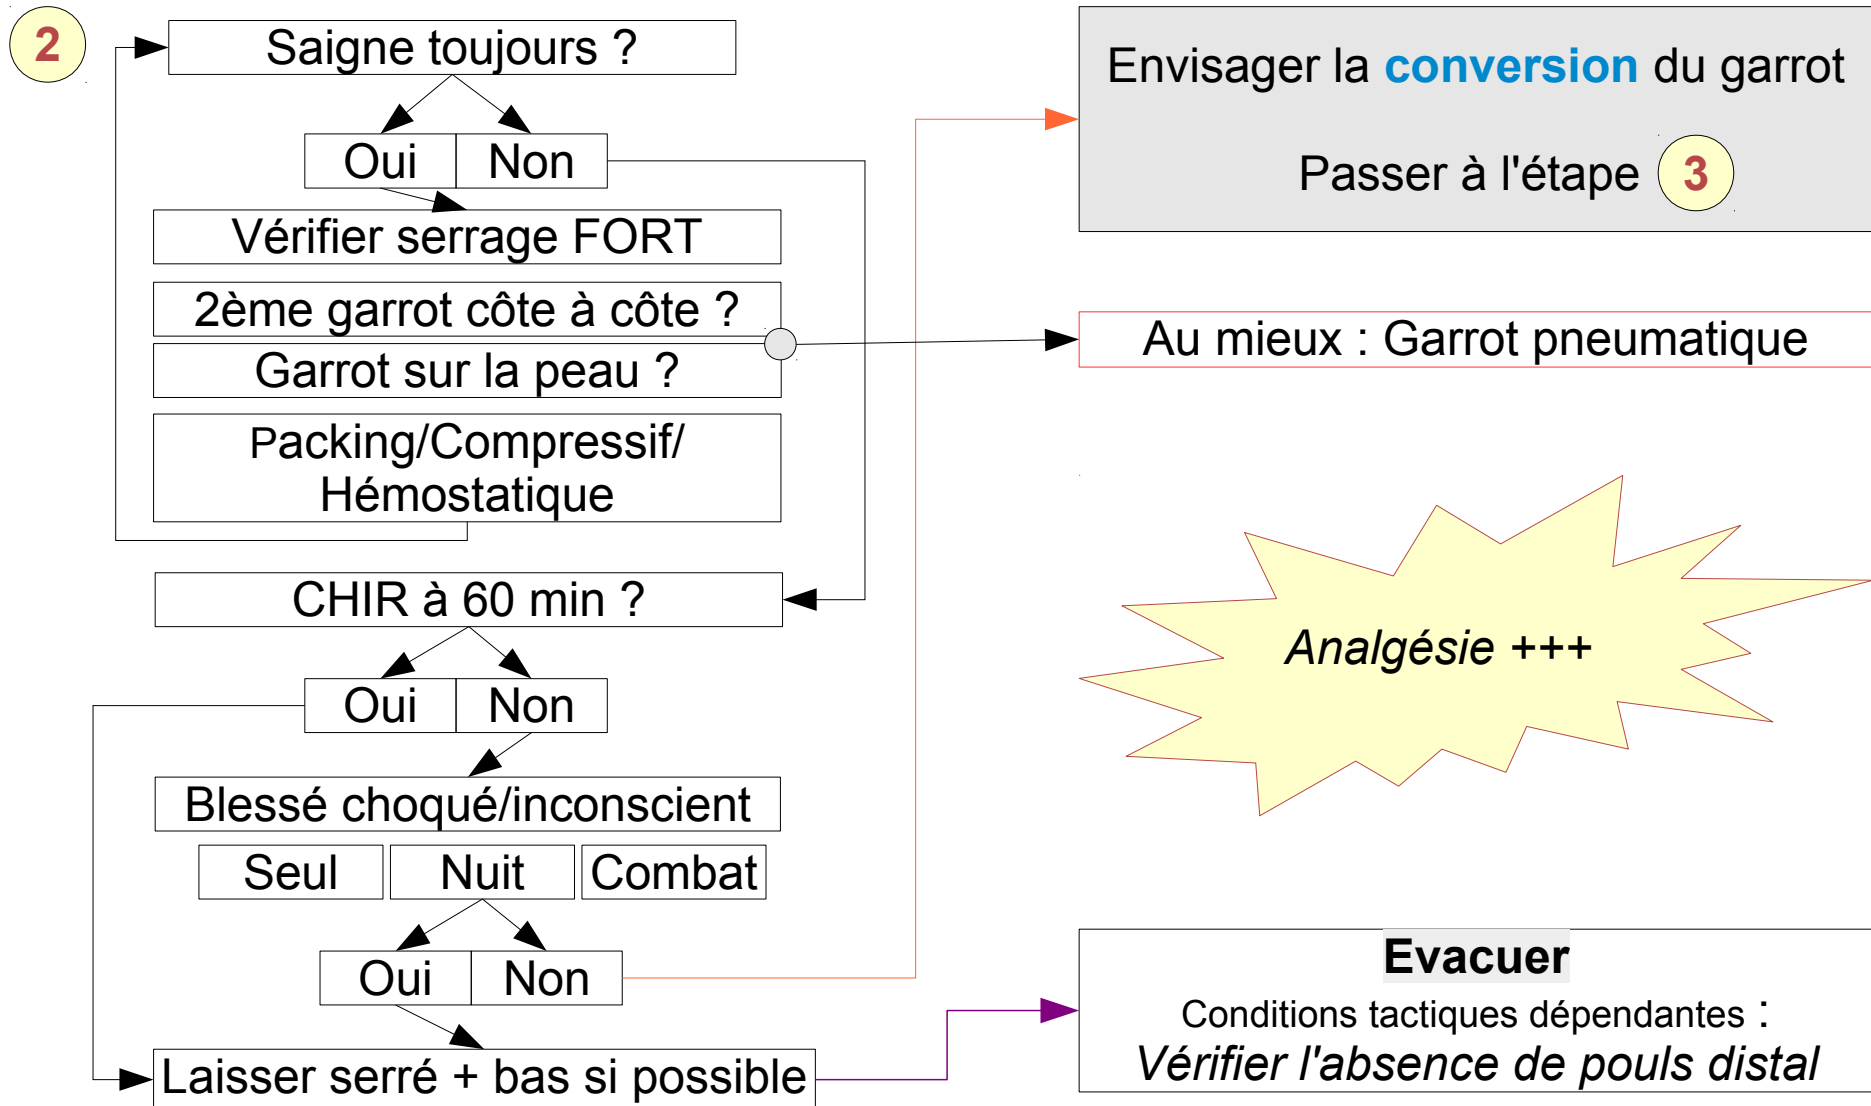 2
Saigne toujours ?
Oui
Non
Vérifier serrage FORT
2ème garrot côte à côte ?
Garrot sur la peau ?
Packing/Compressif/
Hémostatique
CHIR à 60 min ?
Oui
Non
Blessé choqué/inconscient
Seul
Nuit
Combat
Oui
Non
Laisser serré + bas si possible
Envisager la conversion du garrot
Passer à l'étape 3
Au mieux : Garrot pneumatique
Analgésie +++
Evacuer
Conditions tactiques dépendantes :
Vérifier l'absence de pouls distal